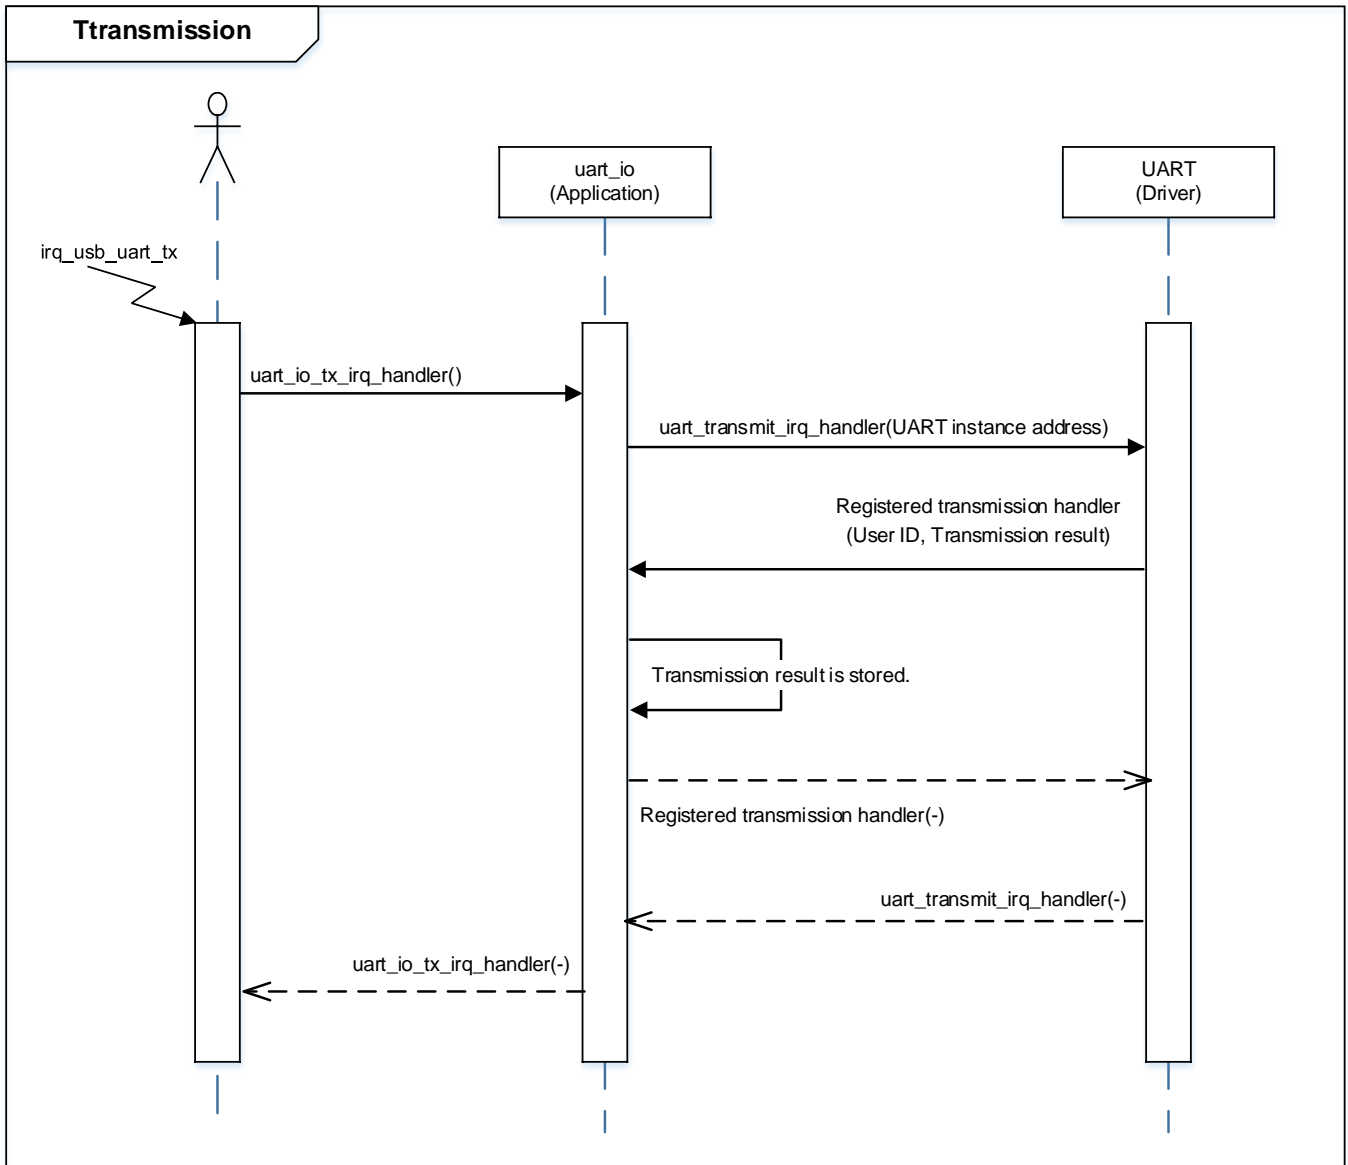 Ttransmission
uart_io
(Application)
UART
(Driver)
irq_usb_uart_tx
uart_io_tx_irq_handler()
uart_transmit_irq_handler(UART instance address)
Registered transmission handler
(User ID, Transmission result)
Transmission result is stored.
Registered transmission handler(-)
uart_transmit_irq_handler(-)
uart_io_tx_irq_handler(-)